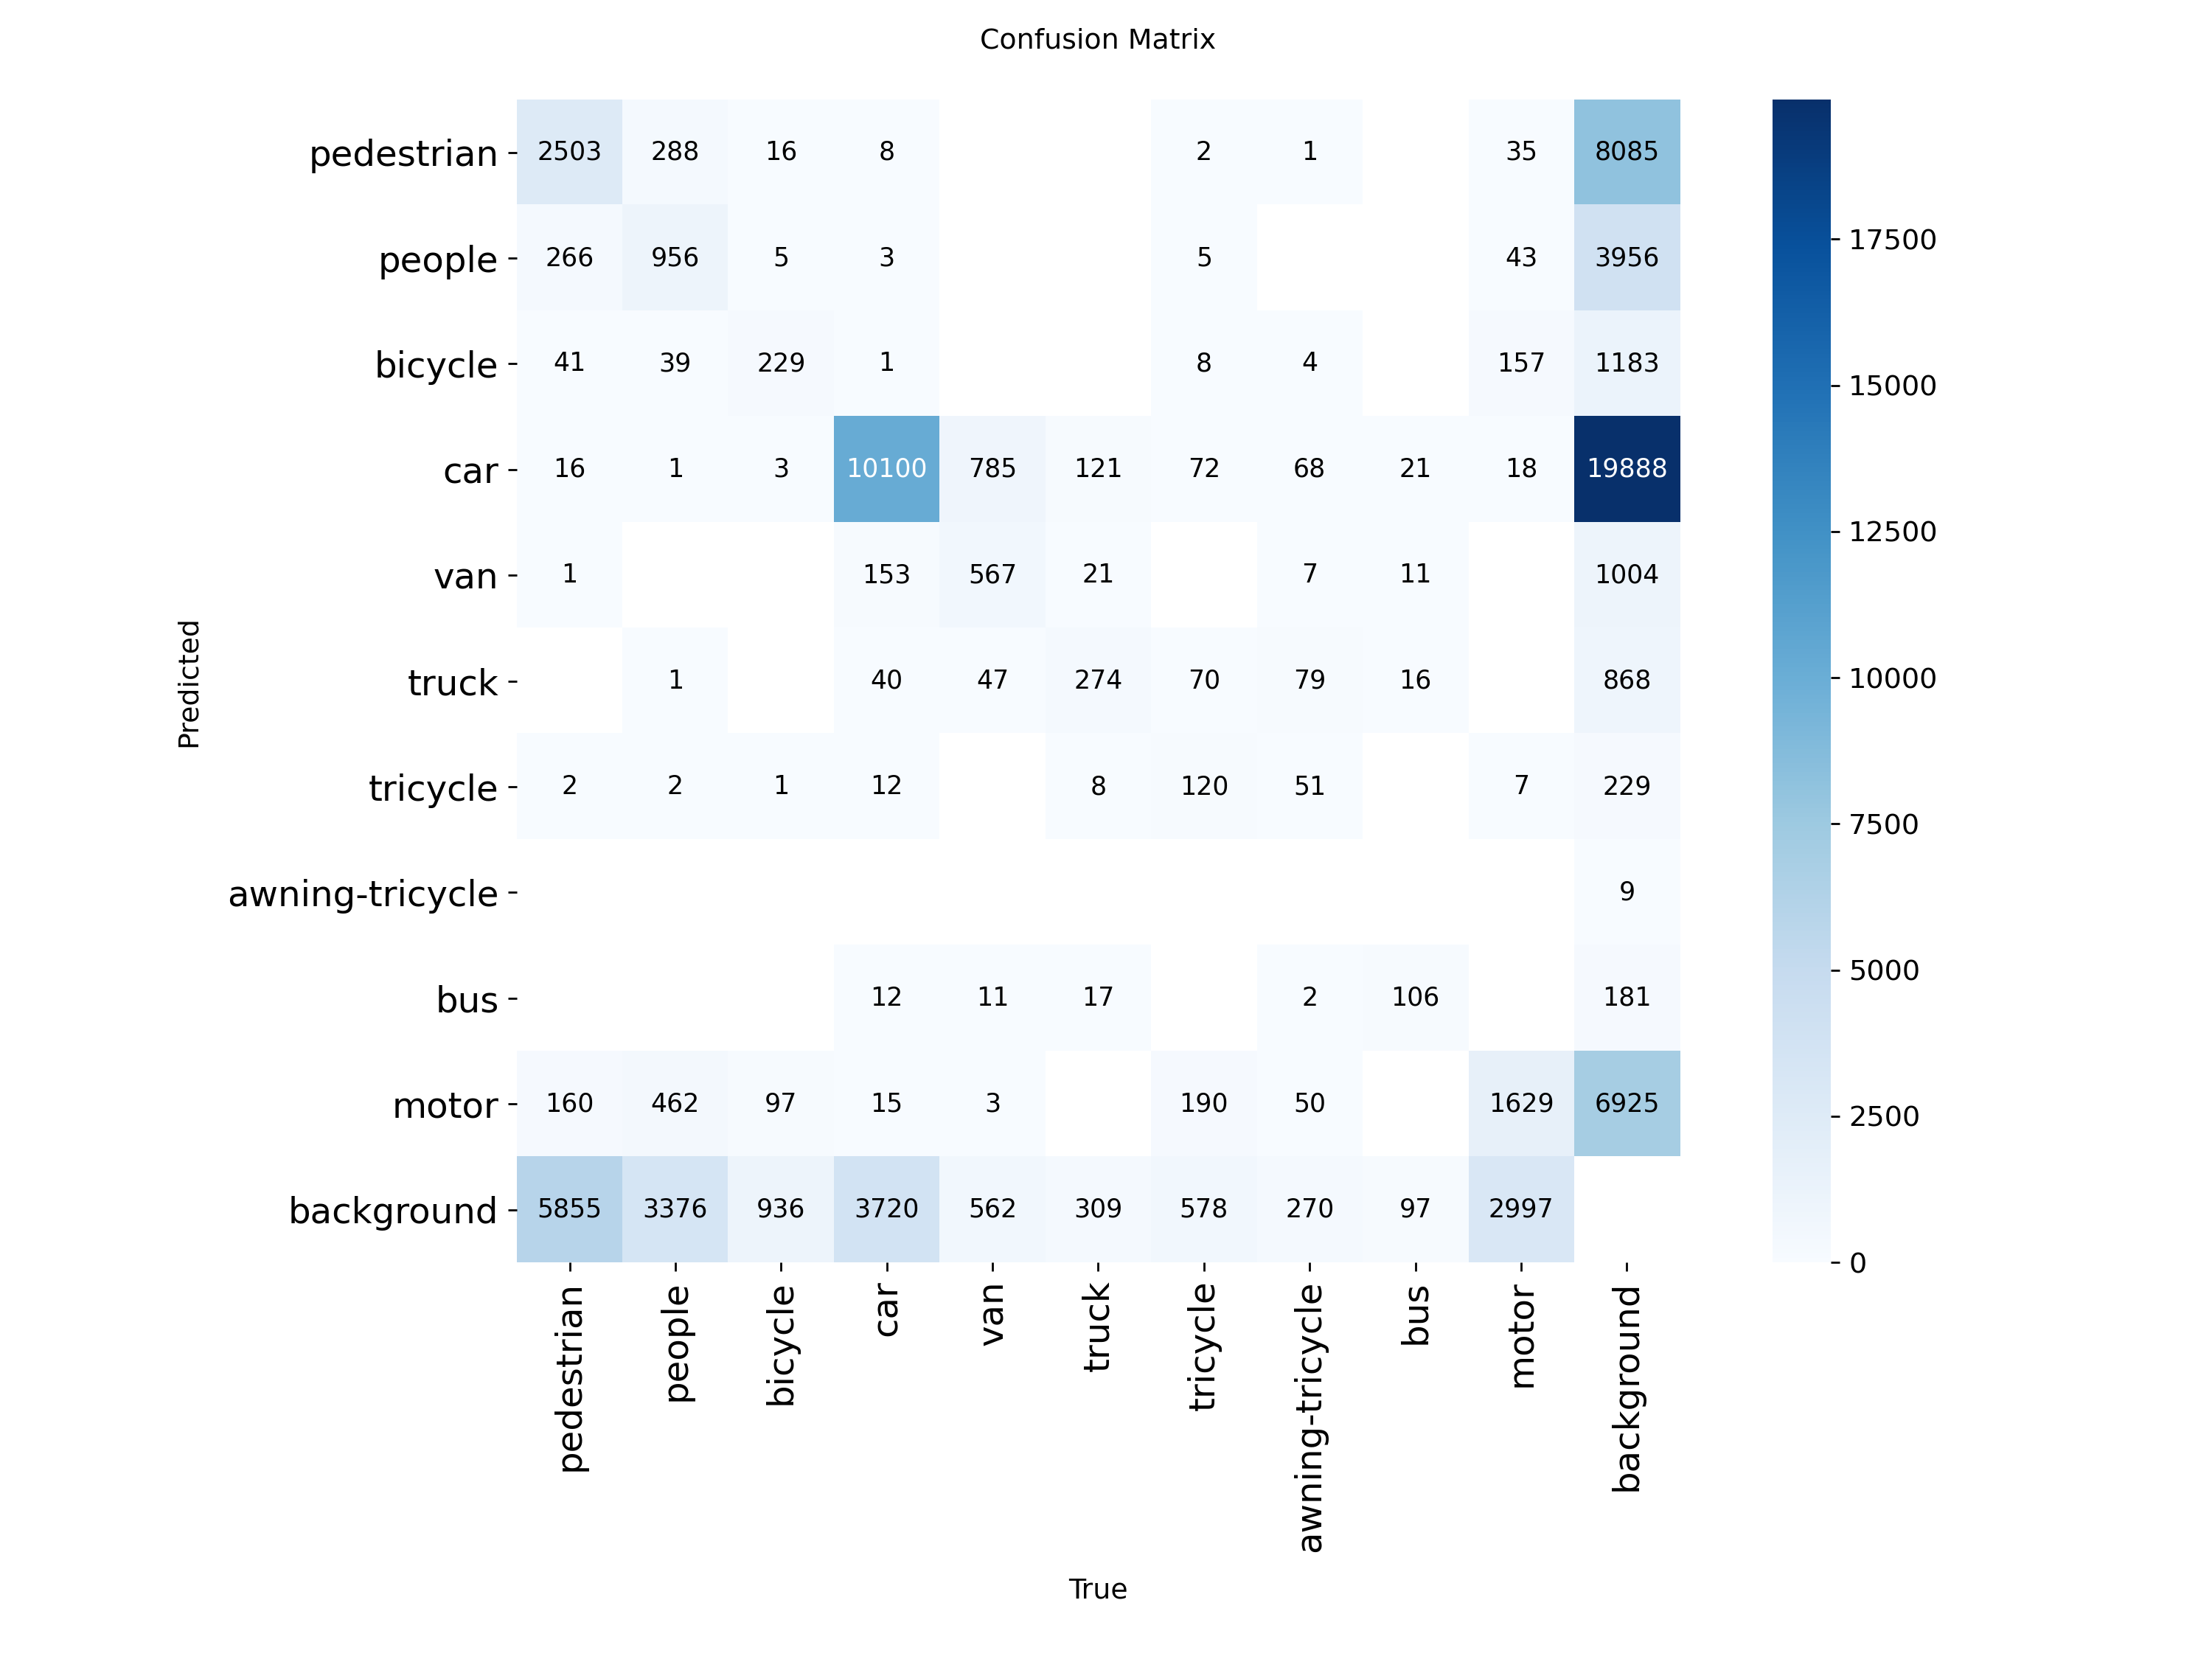 Confusion Matrix
pedestrian 2503 288 16 8 2 1 35 8085
people 266 956 5 3 5 43 3956
bicycle 41 39 229 1 8 4 157 1183
car 16 1 3 10100 785 121 72 68 21 18 19888
van 1 153 567 21 7 11 1004
truck 1 40 47 274 70 79 16 868
tricycle 2 2 1 12 8 120 51 7 229
awning-tricycle 9
bus 12 11 17 2 106 181
motor 160 462 97 15 3 190 50 1629 6925
background 5855 3376 936 3720 562 309 578 270 97 2997
Predicted
pedestrian people bicycle car van truck tricycle awning-tricycle bus motor background
True
17500
15000
12500
10000
7500
5000
2500
0